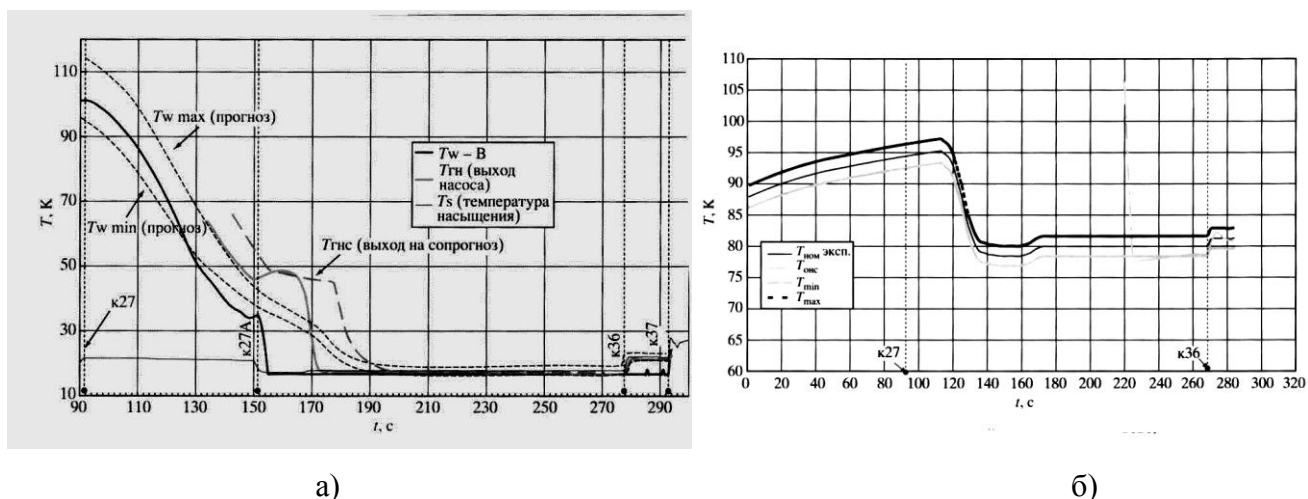 110
90
70
50
30
10
T, K
Tw max (прогноз)
Tw min (прогноз)
Tw – В
Tгн (выход
насоса)
Ts (температура
насыщения)
Tгнс (выход на сопрогноз)
к27
к27А
к36
к37
90 110 130 150 170 190 210 230 250 270 290
t, с
а)
110
105
100
95
90
85
80
75
70
65
60
T, K
Tном эксп.
Tонс
Tmin
Tmax
к27
к36
0 20 40 60 80 100 120 140 160 180 200 220 240 260 280 300 320
t, с
б)